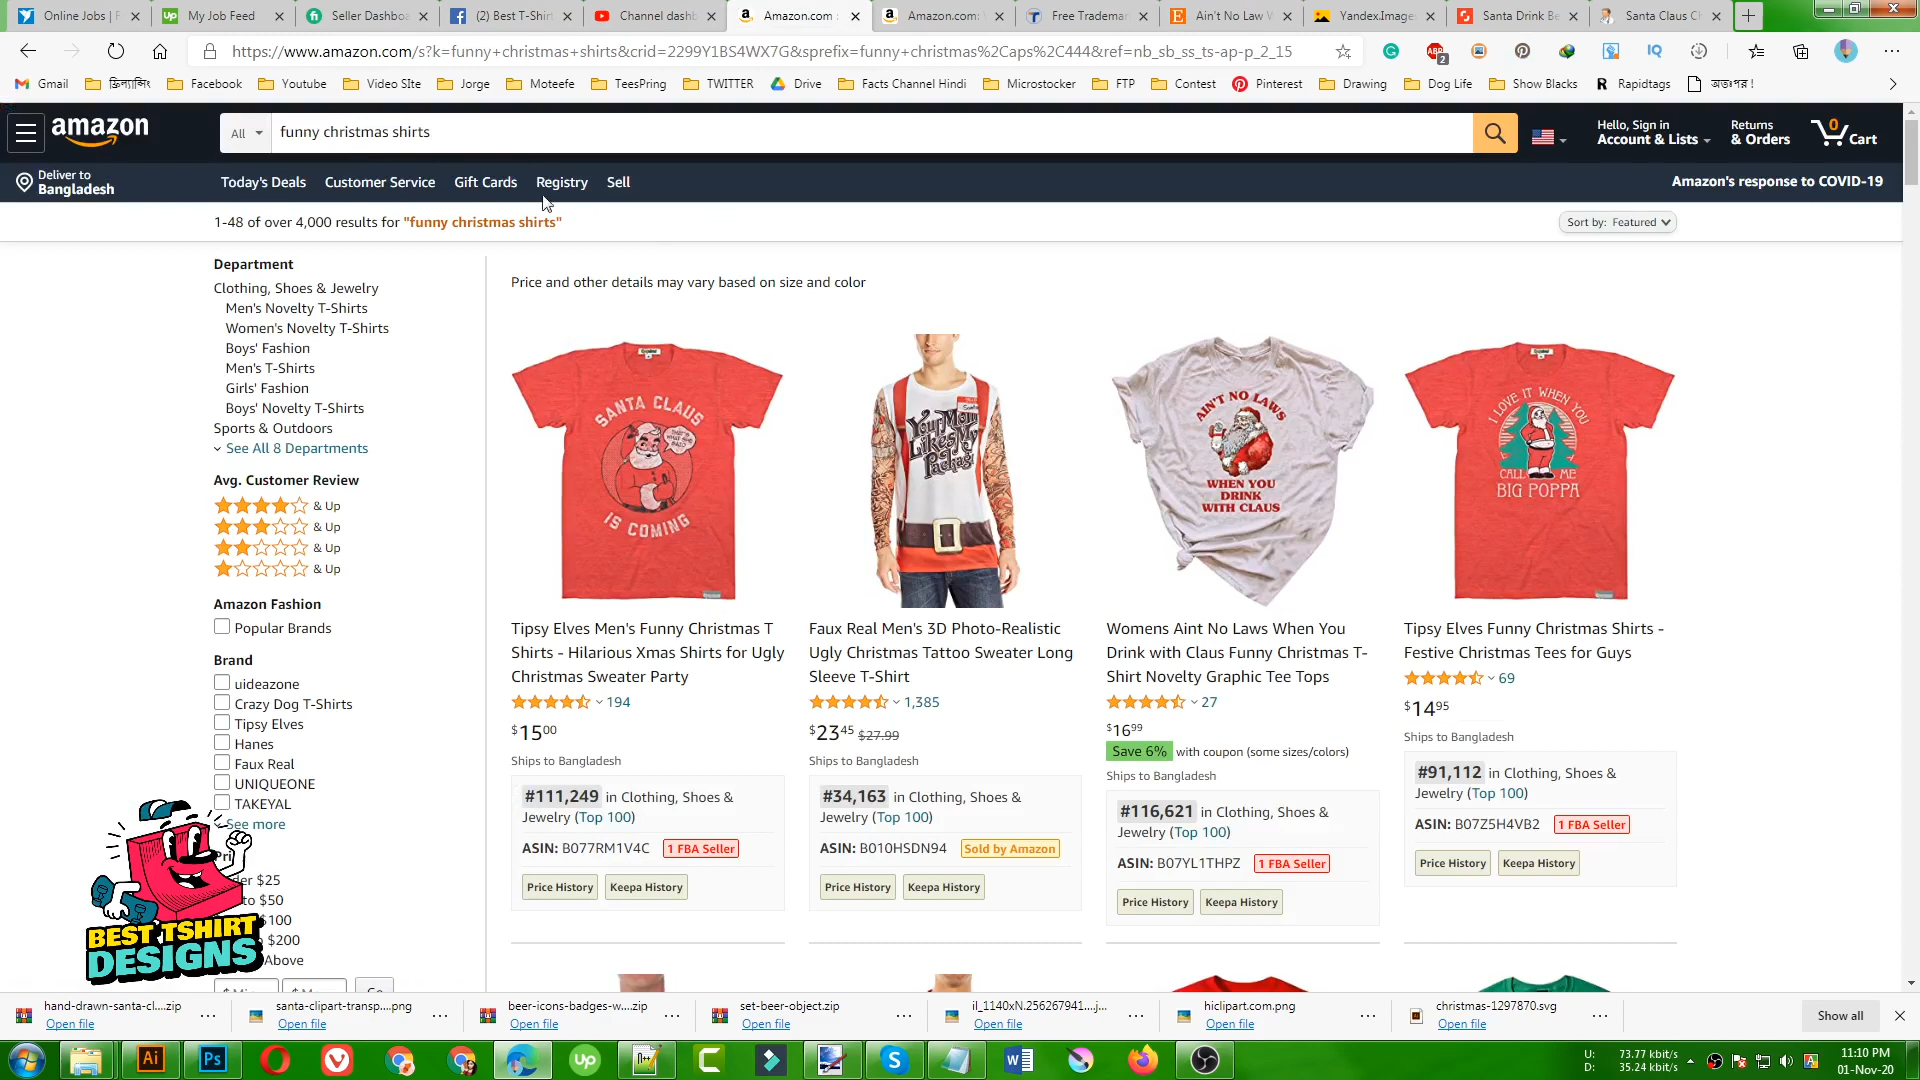 Online Jobs | F
My Job Feed
Seller Dashboa
(2) Best T-Shir
Channel dashb
Amazon.com :
Amazon.com: \
Free Trademar
Ain't No Law V
Yandex.Image
Santa Drink Be
Santa Claus C
https://www.amazon.com/s?k=funny+christmas+shirts&crid=2299Y1BS4WX7G&sprefix=funny+christmas%2Caps%2C444&ref=nb_sb_ss_ts-ap-p_2_15
Gmail
ফ্রিল্যান্সিং
Facebook
Youtube
Video SIte
Jorge
Moteefe
TeesPring
TWITTER
Drive
Facts Channel Hindi
Microstocker
FTP
Contest
Pinterest
Drawing
Dog Life
Show Blacks
Rapidtags
অতঃপর !
amazon
All
funny christmas shirts
Hello, Sign in
Account & Lists
Returns
& Orders
0
Cart
Deliver to
Bangladesh
Today's Deals
Customer Service
Gift Cards
Registry
Sell
Amazon's response to COVID-19
1-48 of over 4,000 results for "funny christmas shirts"
Sort by: Featured
Department
Clothing, Shoes & Jewelry
Men's Novelty T-Shirts
Women's Novelty T-Shirts
Boys' Fashion
Men's T-Shirts
Girls' Fashion
Boys' Novelty T-Shirts
Sports & Outdoors
See All 8 Departments
Avg. Customer Review
& Up
& Up
& Up
& Up
Amazon Fashion
Popular Brands
Brand
uideazone
Crazy Dog T-Shirts
Tipsy Elves
Hanes
Faux Real
UNIQUEONE
TAKEYAL
See more
der $25
to $50
$100
$200
Above
Go
BEST TSHIRT
DESIGNS
Price and other details may vary based on size and color
SANTA CLAUS
THAT'S WHAT SHE SAID
IS COMING
Your Mom
Likes My
Package
AIN'T NO LAWS
WHEN YOU
DRINK
WITH CLAUS
I LOVE IT WHEN YOU
CALL ME
BIG POPPA
Tipsy Elves Men's Funny Christmas T
Shirts - Hilarious Xmas Shirts for Ugly
Christmas Sweater Party
194
$15 00
Ships to Bangladesh
#111,249 in Clothing, Shoes &
Jewelry (Top 100)
ASIN: B077RM1V4C 1 FBA Seller
Price History Keepa History
Faux Real Men's 3D Photo-Realistic
Ugly Christmas Tattoo Sweater Long
Sleeve T-Shirt
1,385
$23 45 $27.99
Ships to Bangladesh
#34,163 in Clothing, Shoes &
Jewelry (Top 100)
ASIN: B010HSDN94 Sold by Amazon
Price History Keepa History
Womens Aint No Laws When You
Drink with Claus Funny Christmas T-
Shirt Novelty Graphic Tee Tops
27
$16 99
Save 6% with coupon (some sizes/colors)
Ships to Bangladesh
#116,621 in Clothing, Shoes &
Jewelry (Top 100)
ASIN: B07YL1THPZ 1 FBA Seller
Price History Keepa History
Tipsy Elves Funny Christmas Shirts -
Festive Christmas Tees for Guys
69
$14 95
Ships to Bangladesh
#91,112 in Clothing, Shoes &
Jewelry (Top 100)
ASIN: B07Z5H4VB2 1 FBA Seller
Price History Keepa History
hand-drawn-santa-cl....zip
Open file
santa-clipart-transp....png
Open file
beer-icons-badges-w....zip
Open file
set-beer-object.zip
Open file
il_1140xN.256267941....j...
Open file
hiclipart.com.png
Open file
christmas-1297870.svg
Open file
Show all
U: 73.77 kbit/s
D: 35.24 kbit/s
11:10 PM
01-Nov-20